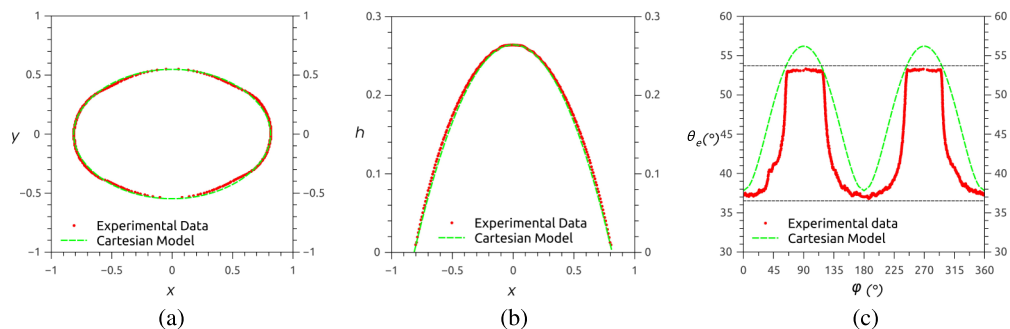 1
0.5
0
-0.5
-1
y
1
0.5
0
-0.5
-1
-1
-0.5
0
0.5
1
x
Experimental Data
Cartesian Model
(a)
0.3
0.2
0.1
0
h
0.3
0.2
0.1
0
-1
-0.5
0
0.5
1
x
Experimental Data
Cartesian Model
(b)
60
55
50
45
40
35
30
θe(°)
60
55
50
45
40
35
30
0 45 90 135 180 225 270 315 360
φ (°)
Experimental data
Cartesian Model
(c)